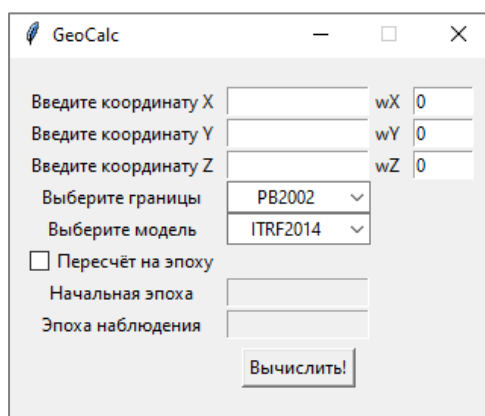 GeoCalc
Введите координату X wX 0
Введите координату Y wY 0
Введите координату Z wZ 0
Выберите границы PB2002
Выберите модель ITRF2014
Пересчёт на эпоху
Начальная эпоха
Эпоха наблюдения
Вычислить!